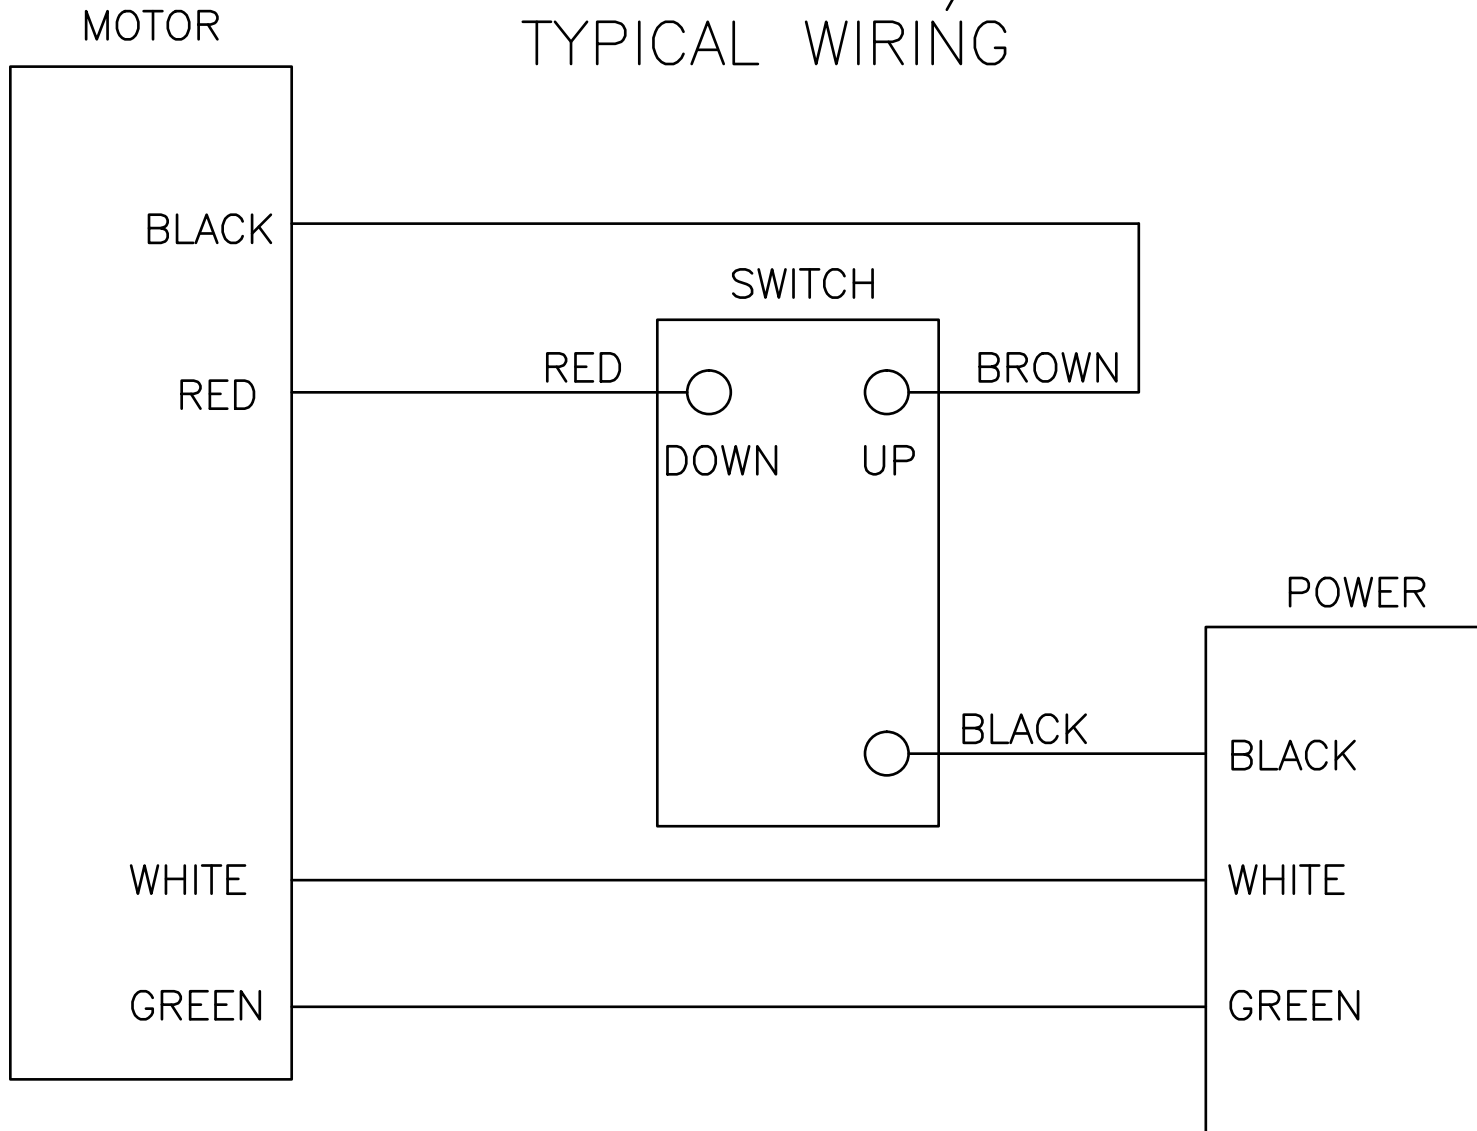 MOTOR
TYPICAL WIRING
BLACK
SWITCH
RED
RED
BROWN
DOWN
UP
POWER
BLACK
BLACK
WHITE
WHITE
GREEN
GREEN